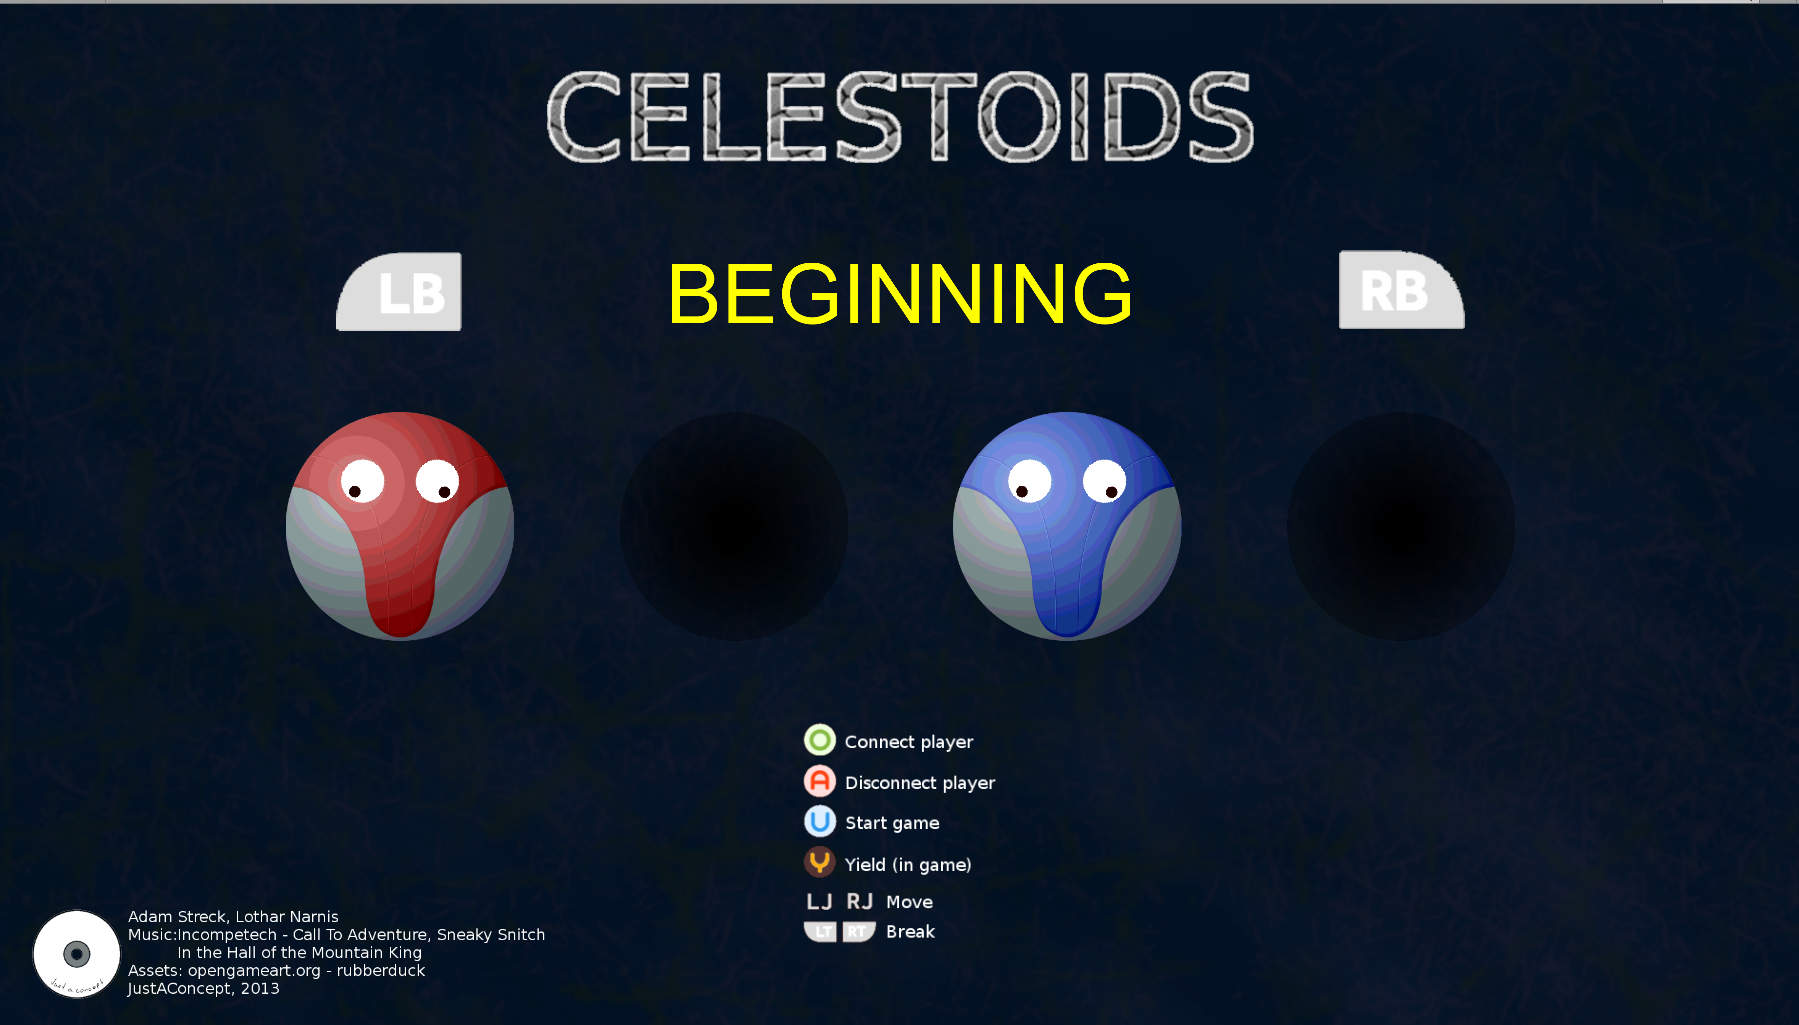 CELESTOIDS
LB BEGINNING RB
O Connect player
A Disconnect player
U Start game
Y Yield (in game)
LJ RJ Move
LT RT Break
Adam Streck, Lothar Narnis
Music:Incompetech - Call To Adventure, Sneaky Snitch
In the Hall of the Mountain King
Assets: opengameart.org - rubberduck
JustAConcept, 2013
just a concept